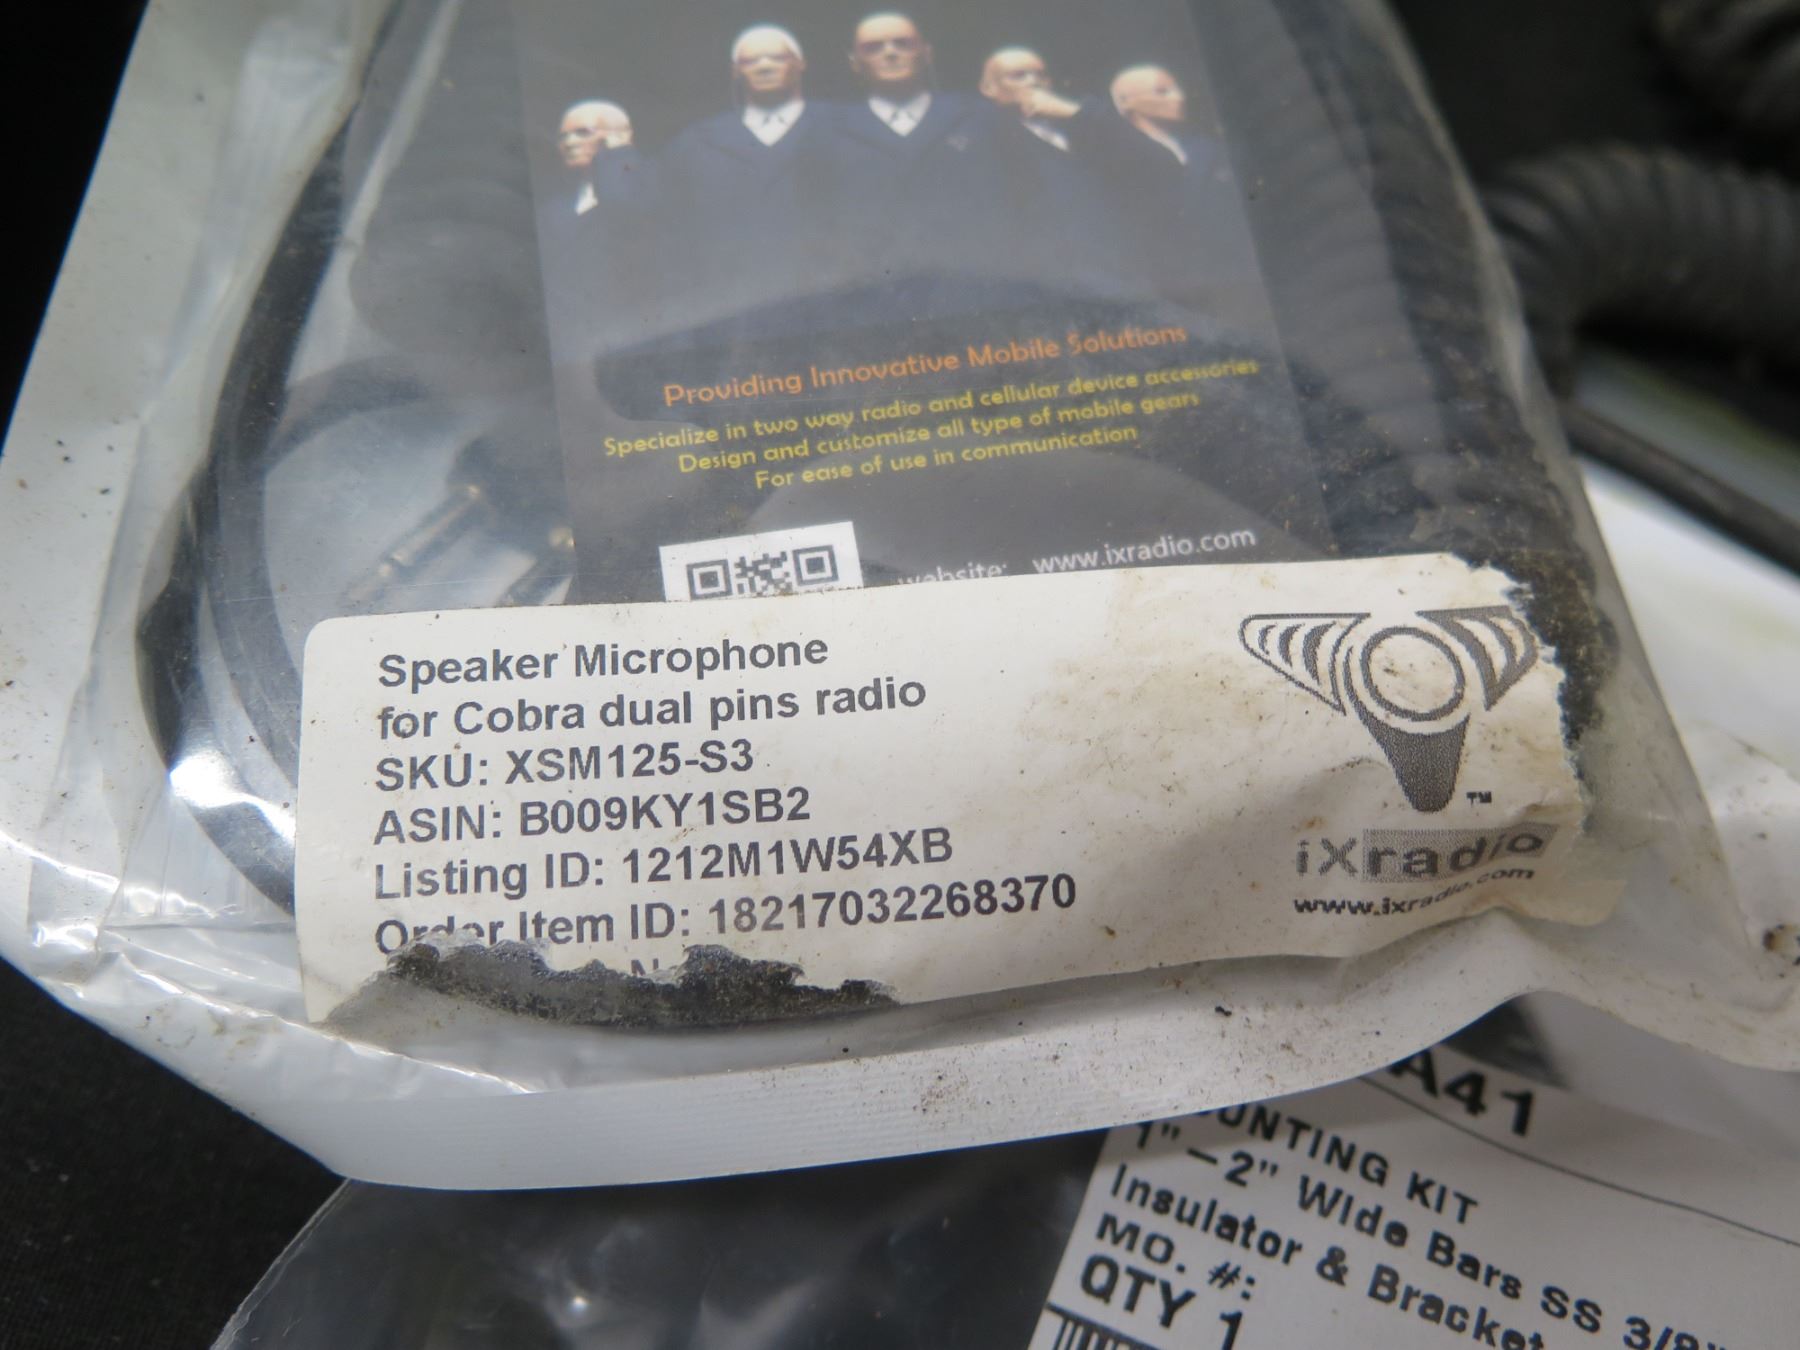 Providing Innovative Mobile Solutions
Specialize in two way radio and cellular device accessories
Design and customize all type of mobile gears
For ease of use in communication
website: www.ixradio.com
Speaker Microphone
for Cobra dual pins radio
SKU: XSM125-S3
ASIN: B009KY1SB2
Listing ID: 1212M1W54XB
Order Item ID: 18217032268370
TM
iXradio
www.ixradio.com
A41
UNTING KIT
1" – 2" Wide Bars SS 3/8"
Insulator & Bracket
MO. #:
QTY 1